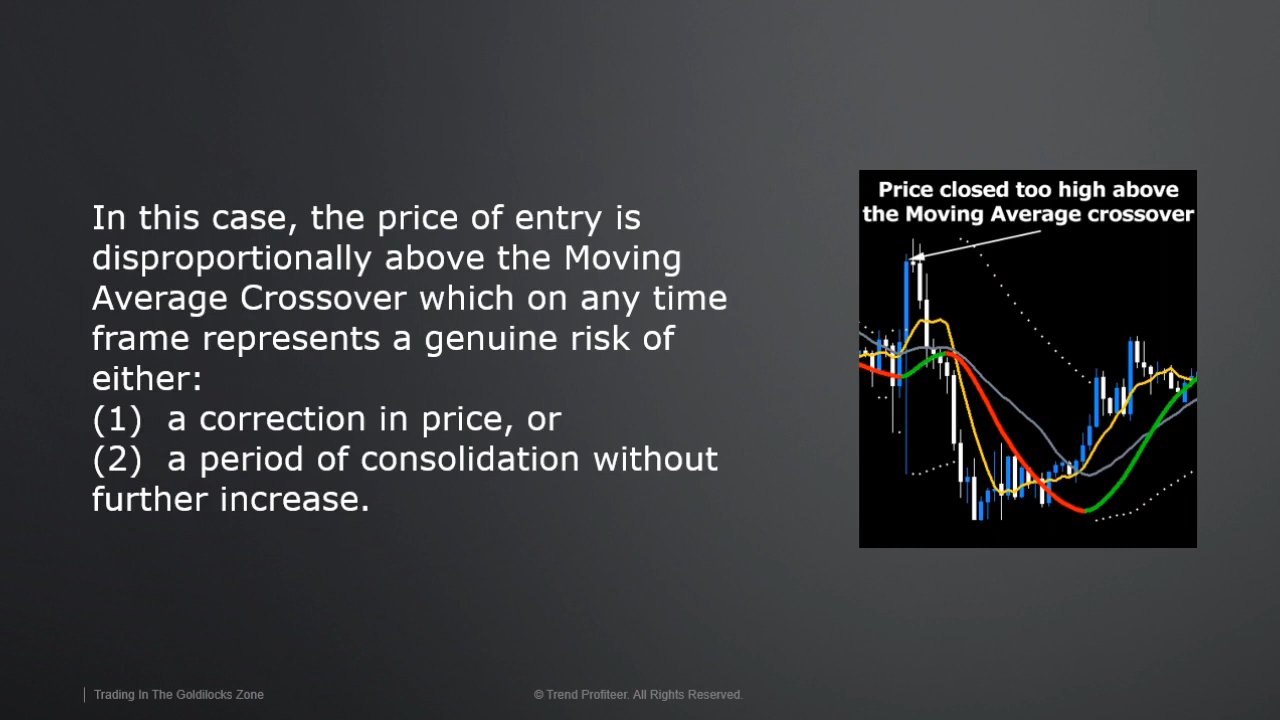 In this case, the price of entry is
disproportionally above the Moving
Average Crossover which on any time
frame represents a genuine risk of
either:
(1) a correction in price, or
(2) a period of consolidation without
further increase.
Price closed too high above
the Moving Average crossover
Trading In The Goldilocks Zone
© Trend Profiteer. All Rights Reserved.